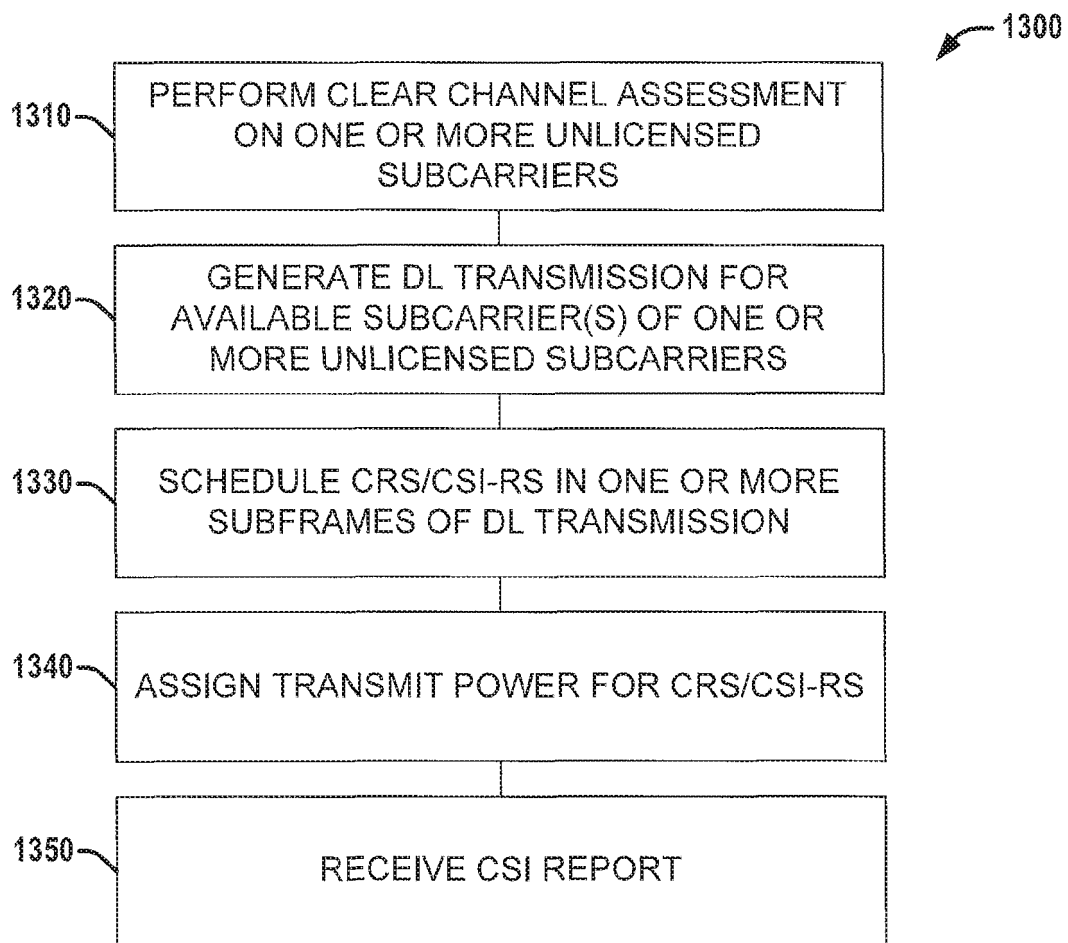 1300
1310
PERFORM CLEAR CHANNEL ASSESSMENT
ON ONE OR MORE UNLICENSED
SUBCARRIERS
1320
GENERATE DL TRANSMISSION FOR
AVAILABLE SUBCARRIER(S) OF ONE OR
MORE UNLICENSED SUBCARRIERS
1330
SCHEDULE CRS/CSI-RS IN ONE OR MORE
SUBFRAMES OF DL TRANSMISSION
1340
ASSIGN TRANSMIT POWER FOR CRS/CSI-RS
1350
RECEIVE CSI REPORT